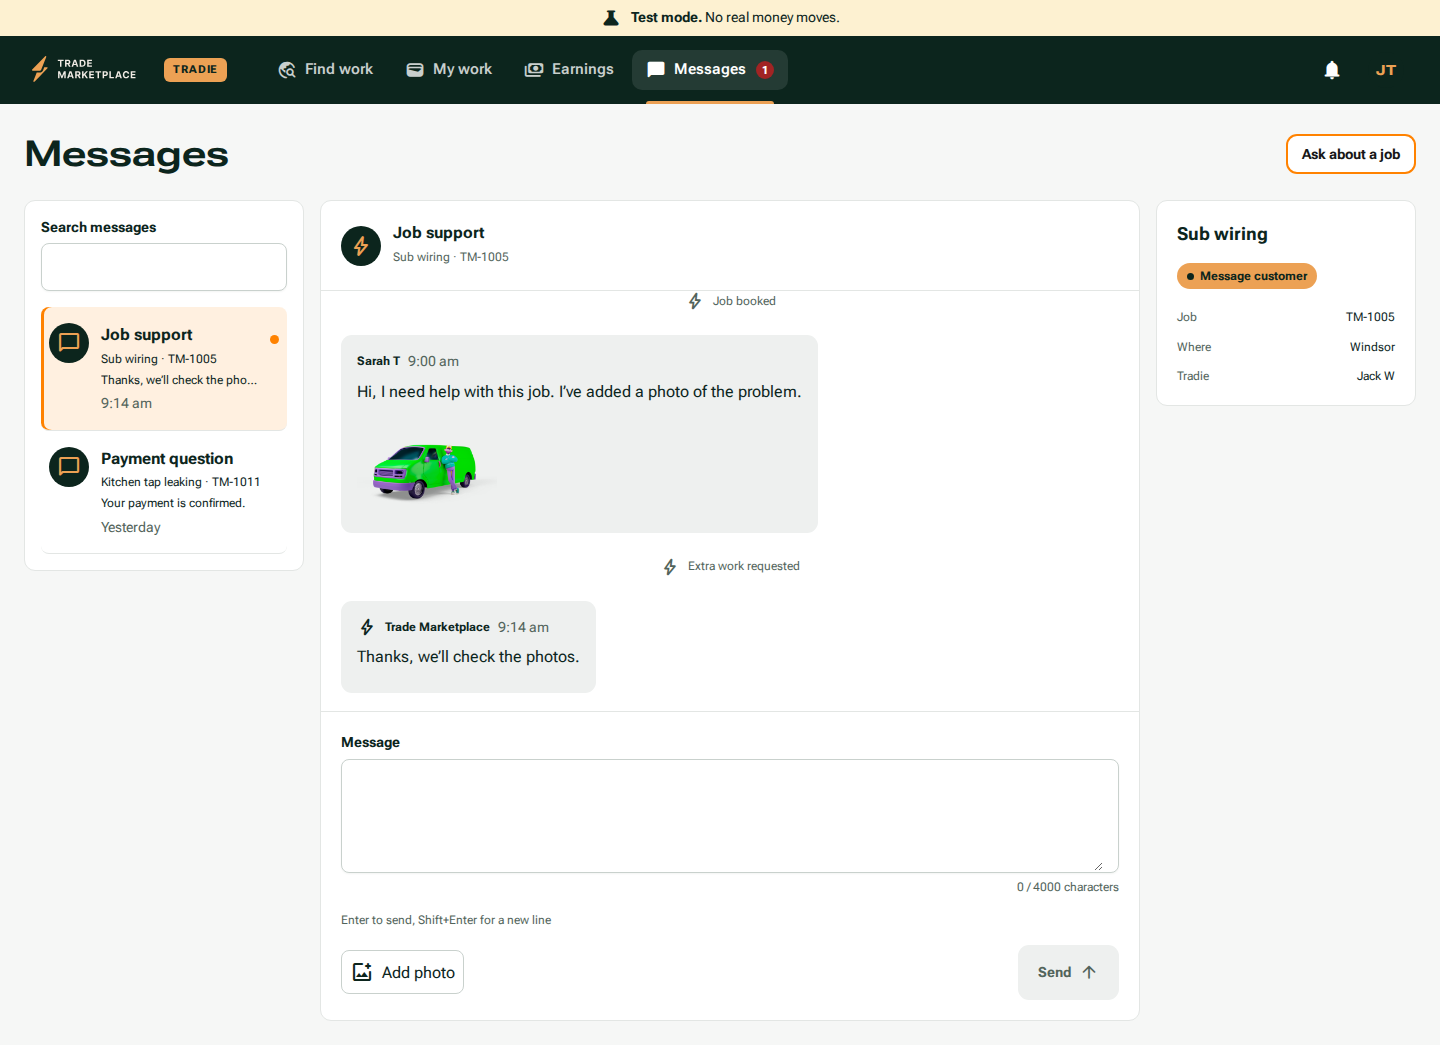 Test mode. No real money moves.
TRADE
MARKETPLACE
TRADIE
Find work
My work
Earnings
Messages 1
JT
Messages
Ask about a job
Search messages
Job support
Sub wiring · TM-1005
Thanks, we’ll check the pho...
9:14 am
Payment question
Kitchen tap leaking · TM-1011
Your payment is confirmed.
Yesterday
Job support
Sub wiring · TM-1005
Job booked
Sarah T 9:00 am
Hi, I need help with this job. I’ve added a photo of the problem.
Extra work requested
Trade Marketplace 9:14 am
Thanks, we’ll check the photos.
Message
0 / 4000 characters
Enter to send, Shift+Enter for a new line
Add photo
Send
Sub wiring
Message customer
Job TM-1005
Where Windsor
Tradie Jack W